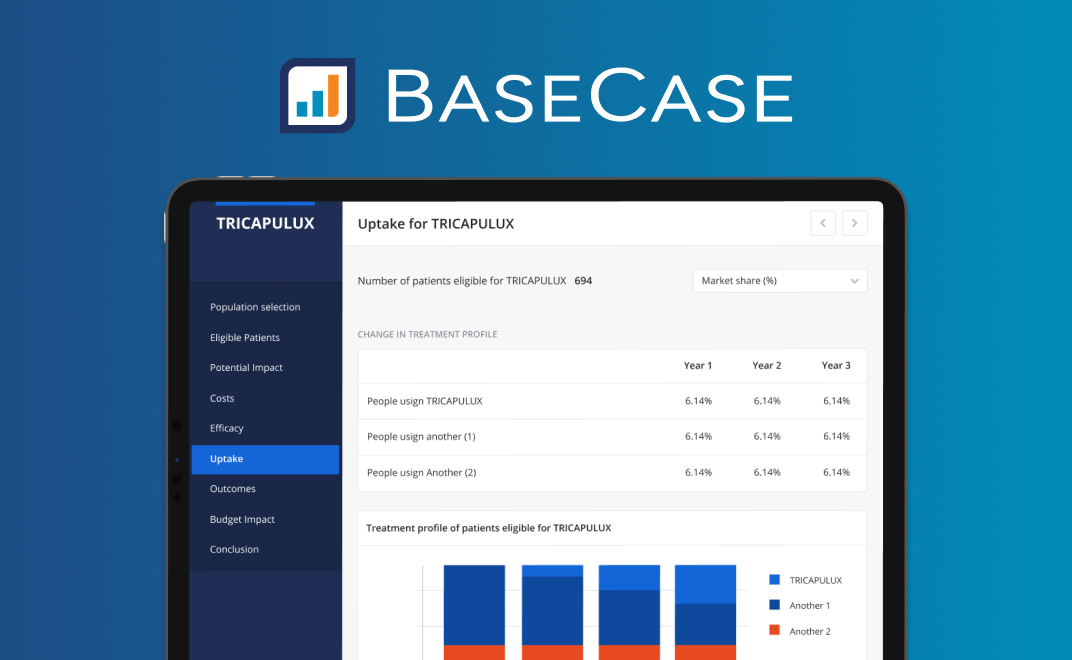 BASECASE
TRICAPULUX
Population selection
Eligible Patients
Potential Impact
Costs
Efficacy
Uptake
Outcomes
Budget Impact
Conclusion
Uptake for TRICAPULUX
Number of patients eligible for TRICAPULUX 694
Market share (%)
CHANGE IN TREATMENT PROFILE
Year 1 Year 2 Year 3
People usign TRICAPULUX 6.14% 6.14% 6.14%
People usign another (1) 6.14% 6.14% 6.14%
People usign Another (2) 6.14% 6.14% 6.14%
Treatment profile of patients eligible for TRICAPULUX
TRICAPULUX
Another 1
Another 2